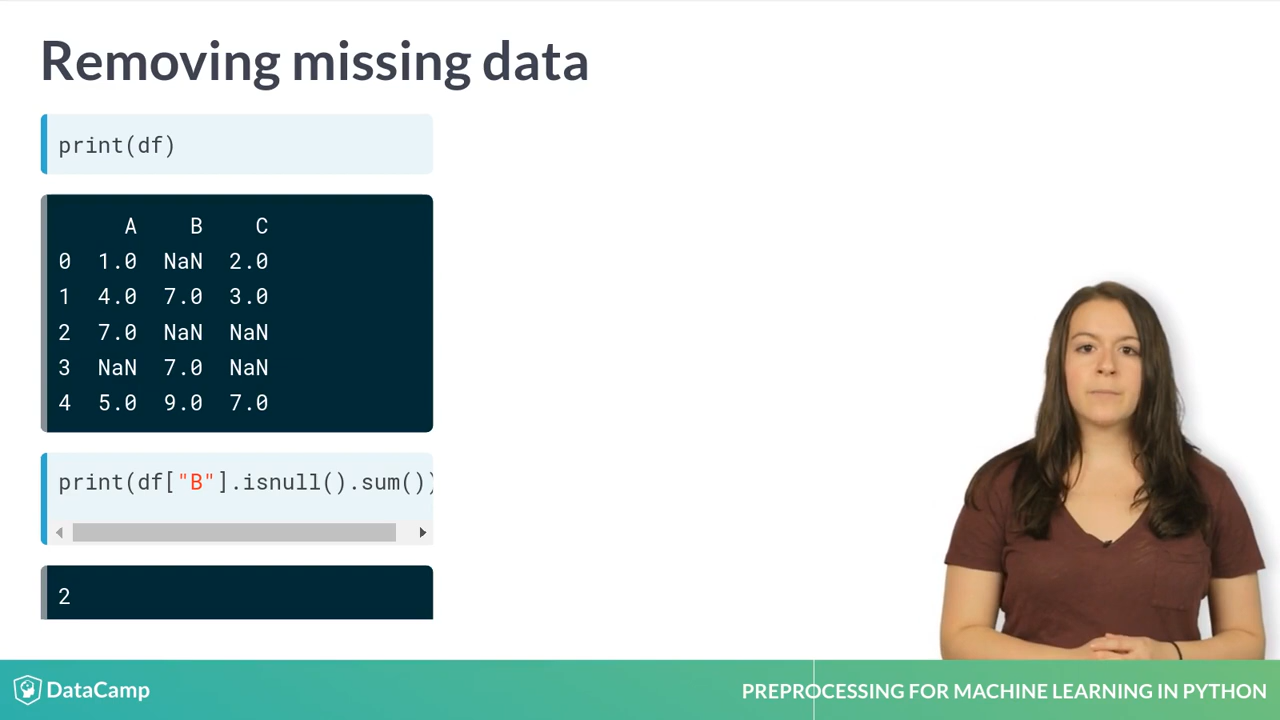 Removing missing data
print(df)
A B C
0 1.0 NaN 2.0
1 4.0 7.0 3.0
2 7.0 NaN NaN
3 NaN 7.0 NaN
4 5.0 9.0 7.0
print(df["B"].isnull().sum())
2
DataCamp
PREPROCESSING FOR MACHINE LEARNING IN PYTHON